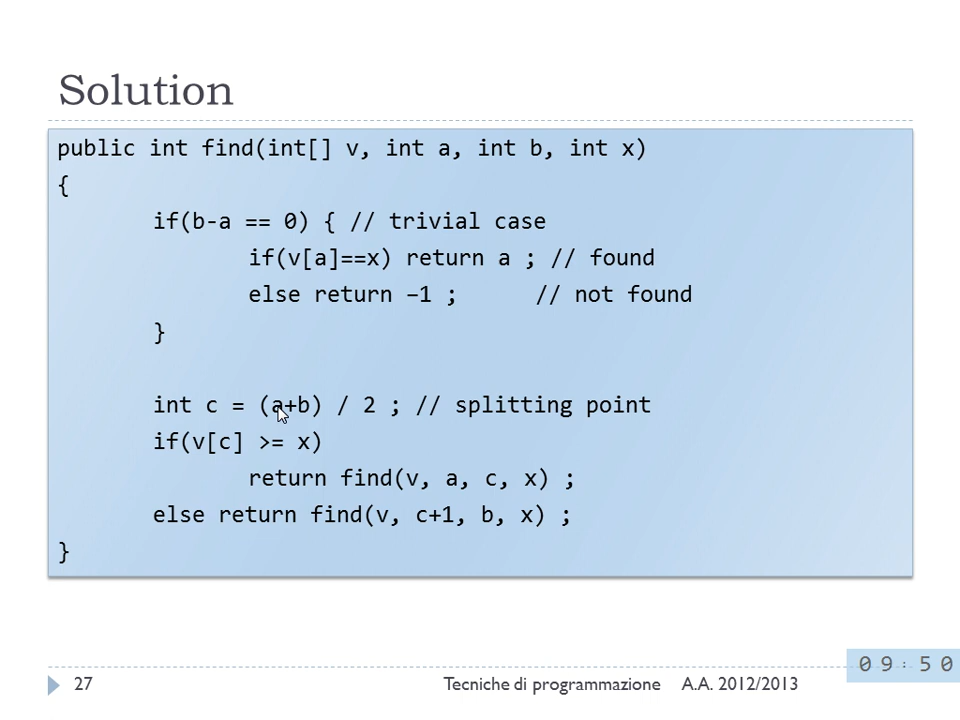 Solution
public int find(int[] v, int a, int b, int x)
{
if(b-a == 0) { // trivial case
if(v[a]==x) return a ; // found
else return –1 ; // not found
}
int c = (a+b) / 2 ; // splitting point
if(v[c] >= x)
return find(v, a, c, x) ;
else return find(v, c+1, b, x) ;
}
27 Tecniche di programmazione A.A. 2012/2013
09:50